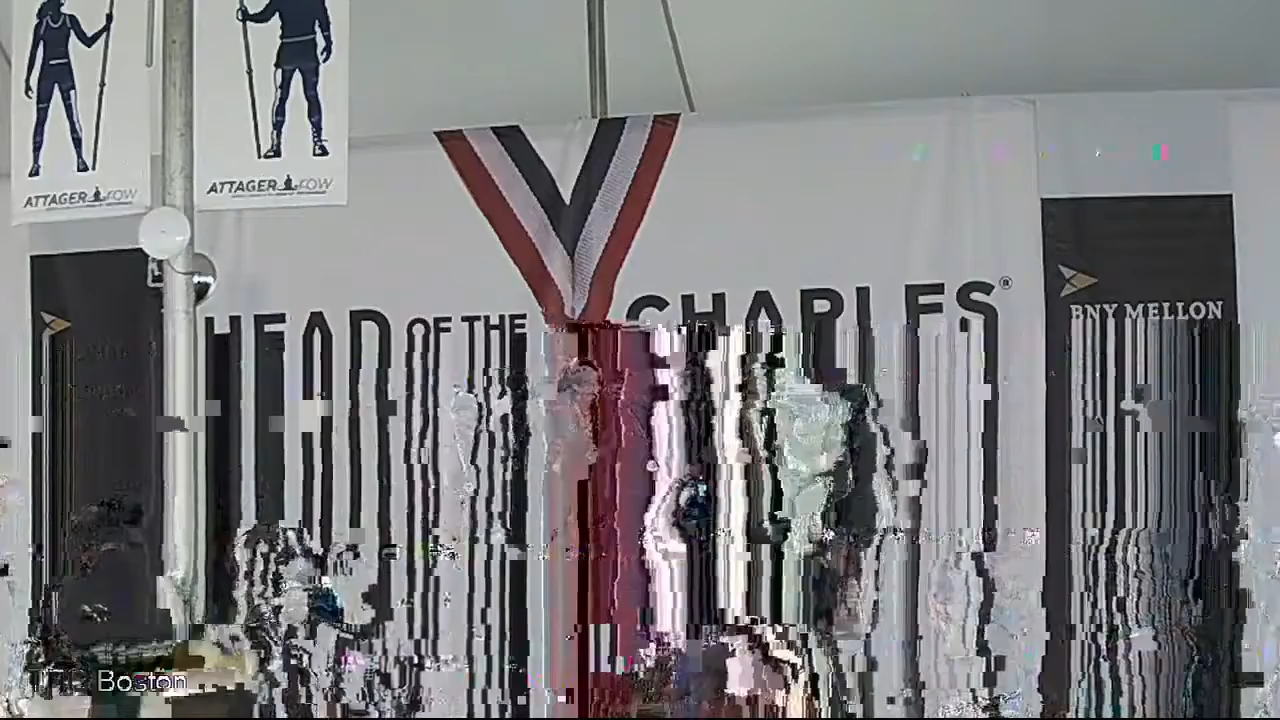 ATTAGER ROW
ATTAGER ROW
HEAD OF THE CHARLES®
BNY MELLON
Boston